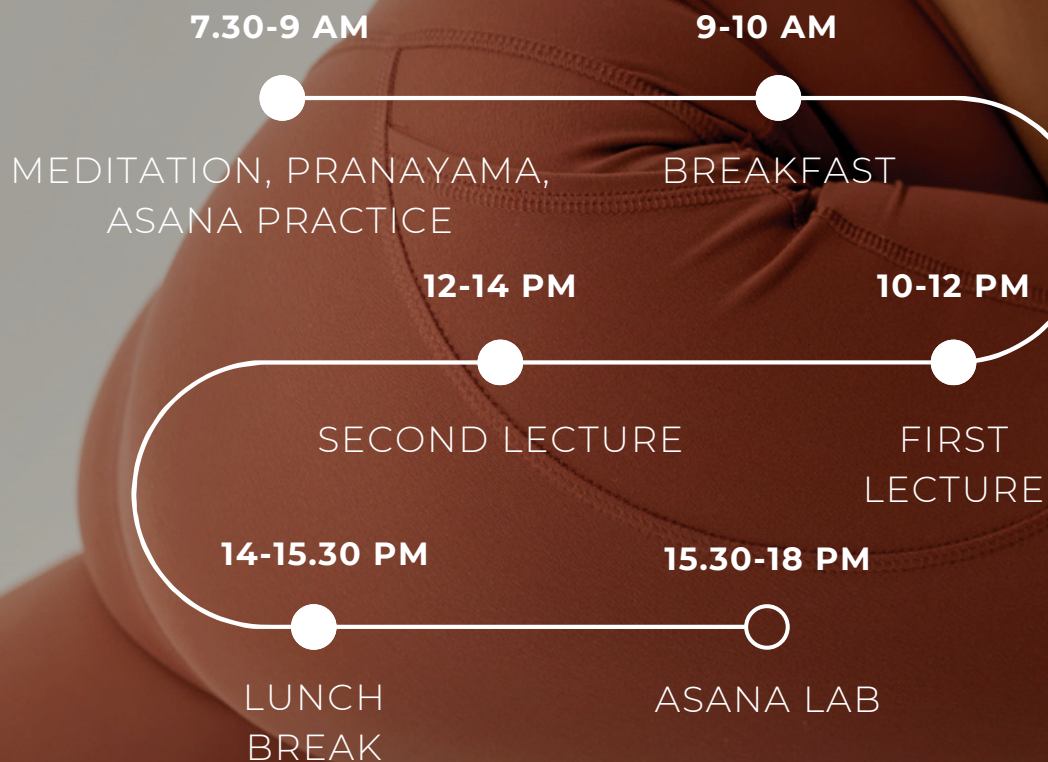 7.30-9 AM
MEDITATION, PRANAYAMA,
ASANA PRACTICE
9-10 AM
BREAKFAST
10-12 PM
FIRST
LECTURE
12-14 PM
SECOND LECTURE
14-15.30 PM
LUNCH
BREAK
15.30-18 PM
ASANA LAB